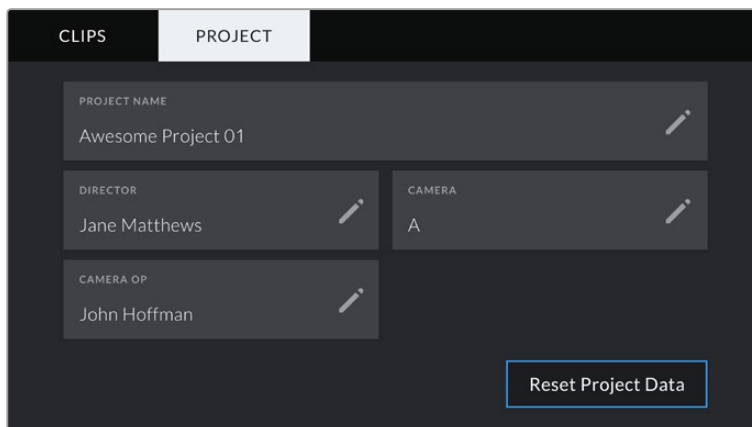 CLIPS
PROJECT
PROJECT NAME
Awesome Project 01
DIRECTOR
Jane Matthews
CAMERA
A
CAMERA OP
John Hoffman
Reset Project Data